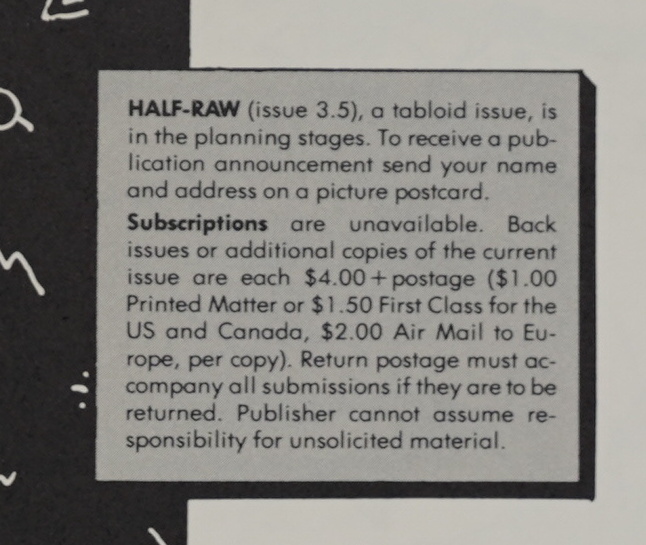 HALF-RAW (issue 3.5), a tabloid issue, is
in the planning stages. To receive a pub-
lication announcement send your name
and address on a picture postcard.
Subscriptions are unavailable. Back
issues or additional copies of the current
issue are each $4.00 + postage ($1.00
Printed Matter or $1.50 First Class for the
US and Canada, $2.00 Air Mail to Eu-
rope, per copy). Return postage must ac-
company all submissions if they are to be
returned. Publisher cannot assume re-
sponsibility for unsolicited material.